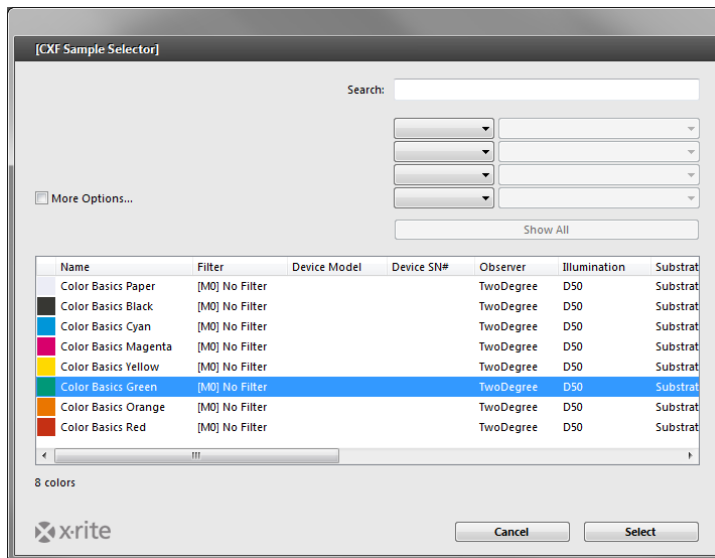 [CXF Sample Selector]
Search:
More Options...
Show All
Name Filter Device Model Device SN# Observer Illumination Substrat
Color Basics Paper [M0] No Filter TwoDegree D50 Substrat
Color Basics Black [M0] No Filter TwoDegree D50 Substrat
Color Basics Cyan [M0] No Filter TwoDegree D50 Substrat
Color Basics Magenta [M0] No Filter TwoDegree D50 Substrat
Color Basics Yellow [M0] No Filter TwoDegree D50 Substrat
Color Basics Green [M0] No Filter TwoDegree D50 Substrat
Color Basics Orange [M0] No Filter TwoDegree D50 Substrat
Color Basics Red [M0] No Filter TwoDegree D50 Substrat
8 colors
x·rite Cancel Select